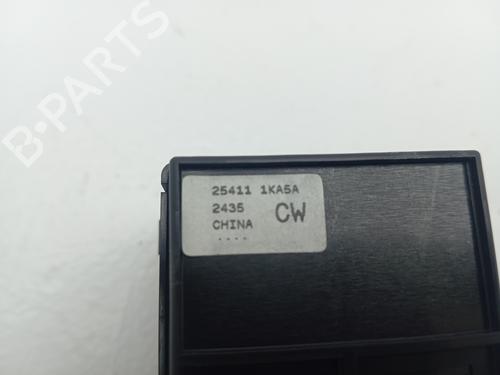 B-PARTS
25411 1KA5A
2435
CW
CHINA
....